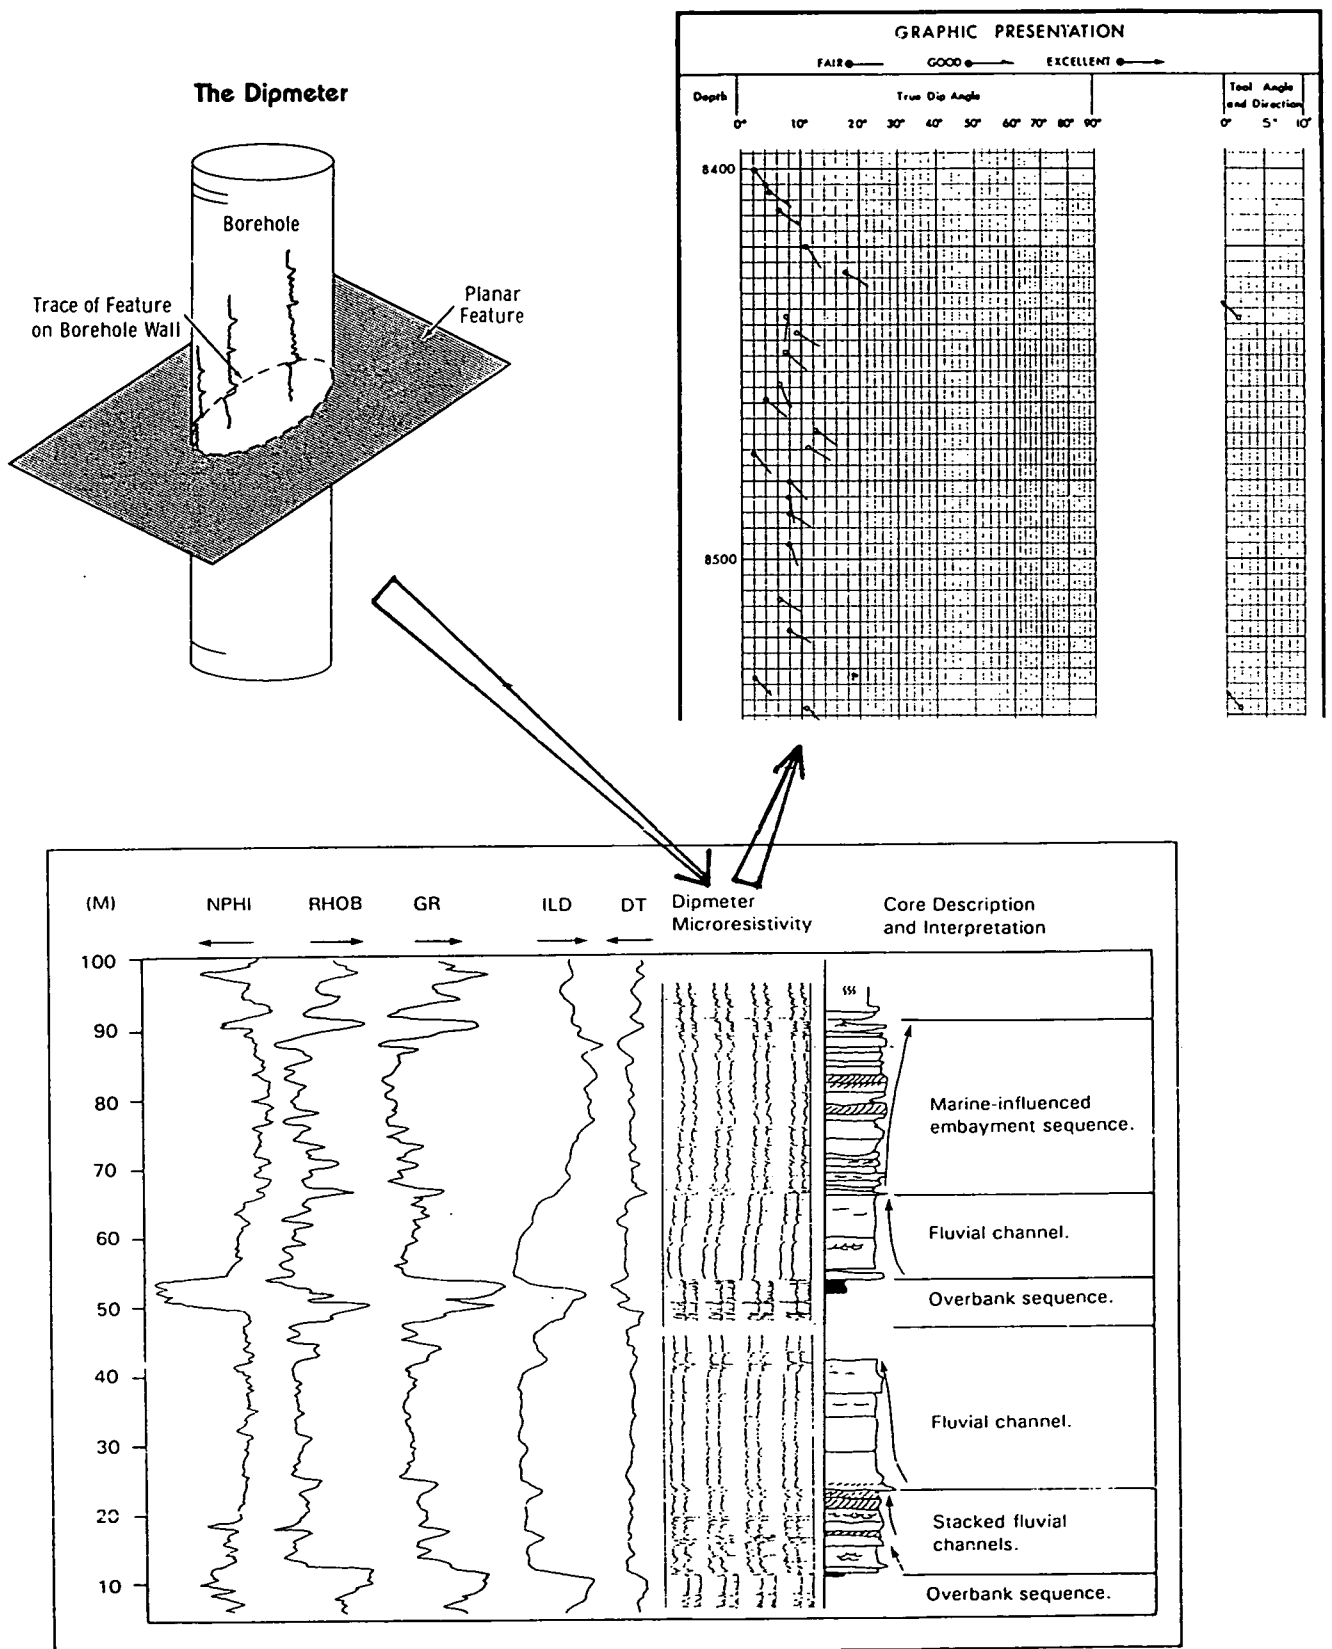 The Dipmeter
Borehole
Trace of Feature
on Borehole Wall
Planar
Feature
GRAPHIC PRESENTATION
FAIR GOOD EXCELLENT
Depth
True Dip Angle
Tool Angle
and Direction
0° 10° 20° 30° 40° 50° 60° 70° 80° 90°
0° 5° 10°
8400
8500
(M) NPHI RHOB GR ILD DT
Dipmeter
Microresistivity
Core Description
and Interpretation
100
90
80
70
60
50
40
30
20
10
Marine-influenced
embayment sequence.
Fluvial channel.
Overbank sequence.
Fluvial channel.
Stacked fluvial
channels.
Overbank sequence.